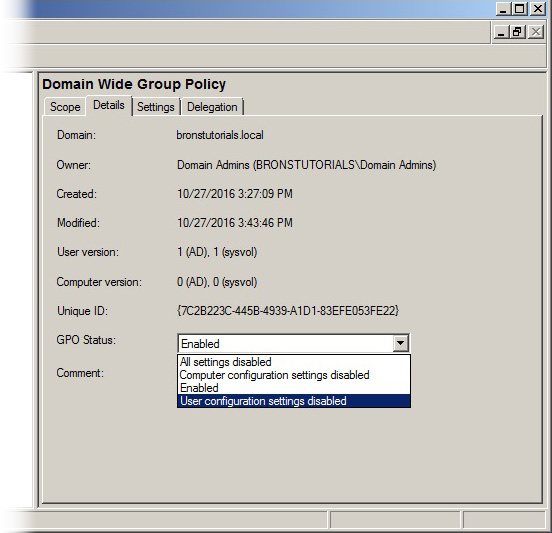 Domain Wide Group Policy
Scope Details Settings Delegation
Domain: bronstutorials.local
Owner: Domain Admins (BRONSTUTORIALS\Domain Admins)
Created: 10/27/2016 3:27:09 PM
Modified: 10/27/2016 3:43:46 PM
User version: 1 (AD), 1 (sysvol)
Computer version: 0 (AD), 0 (sysvol)
Unique ID: {7C2B223C-445B-4939-A1D1-83EFE053FE22}
GPO Status: Enabled
All settings disabled
Comment: Computer configuration settings disabled
Enabled
User configuration settings disabled